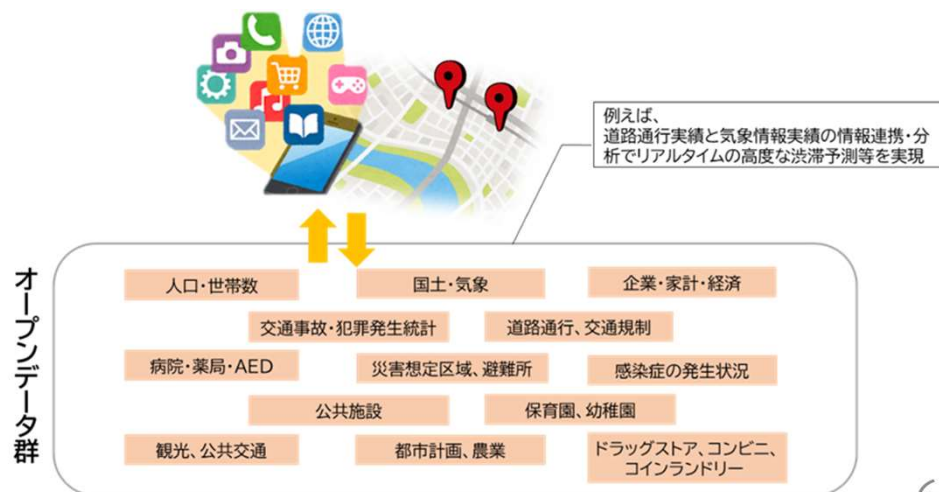 例えば、
道路通行実績と気象情報実績の情報連携・分
析でリアルタイムの高度な渋滞予測等を実現
オープンデータ群
人口・世帯数
国土・気象
企業・家計・経済
交通事故・犯罪発生統計
道路通行、交通規制
病院・薬局・AED
災害想定区域、避難所
感染症の発生状況
公共施設
保育園、幼稚園
観光、公共交通
都市計画、農業
ドラッグストア、コンビニ、
コインランドリー